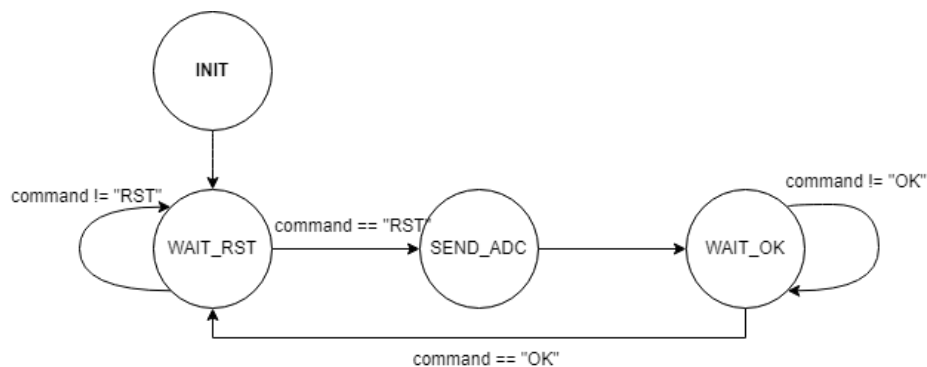 INIT
command != "RST"
command != "OK"
command == "RST"
WAIT_RST
SEND_ADC
WAIT_OK
command == "OK"